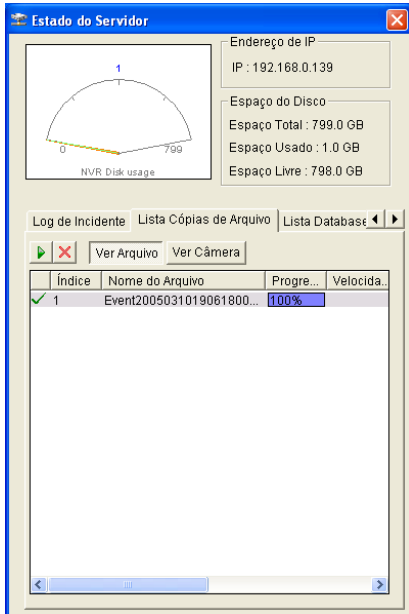 Estado do Servidor
1
0
799
NVR Disk usage
Endereço de IP
IP : 192.168.0.139
Espaço do Disco
Espaço Total : 799.0 GB
Espaço Usado : 1.0 GB
Espaço Livre : 798.0 GB
Log de Incidente Lista Cópias de Arquivo Lista Database
Ver Arquivo Ver Câmera
Índice Nome do Arquivo Progre... Velocida..
1 Event2005031019061800... 100%